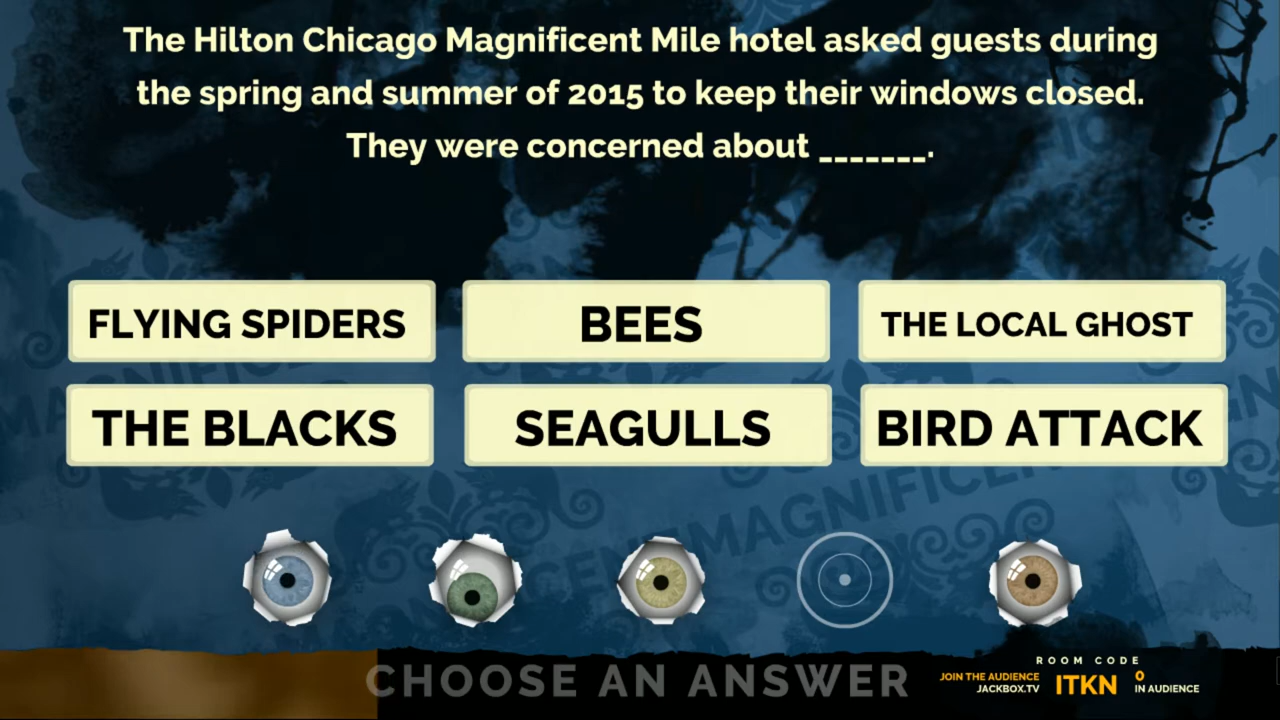 The Hilton Chicago Magnificent Mile hotel asked guests during
the spring and summer of 2015 to keep their windows closed.
They were concerned about _______.
FLYING SPIDERS
BEES
THE LOCAL GHOST
THE BLACKS
SEAGULLS
BIRD ATTACK
CHOOSE AN ANSWER
ROOM CODE
JOIN THE AUDIENCE
JACKBOX.TV
ITKN
0
IN AUDIENCE